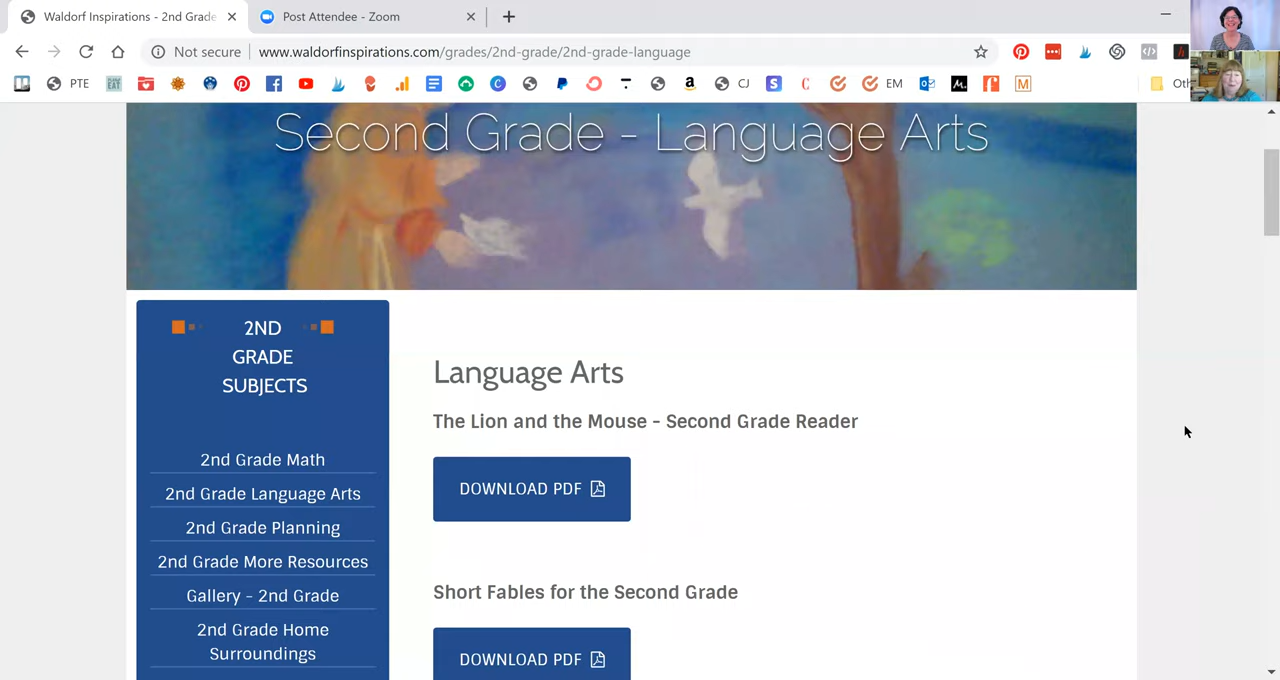 Waldorf Inspirations - 2nd Grade
Post Attendee - Zoom
Not secure
www.waldorfinspirations.com/grades/2nd-grade/2nd-grade-language
PTE
CJ
EM
Oth
Second Grade - Language Arts
2ND
GRADE
SUBJECTS
2nd Grade Math
2nd Grade Language Arts
2nd Grade Planning
2nd Grade More Resources
Gallery - 2nd Grade
2nd Grade Home
Surroundings
Language Arts
The Lion and the Mouse - Second Grade Reader
DOWNLOAD PDF
Short Fables for the Second Grade
DOWNLOAD PDF